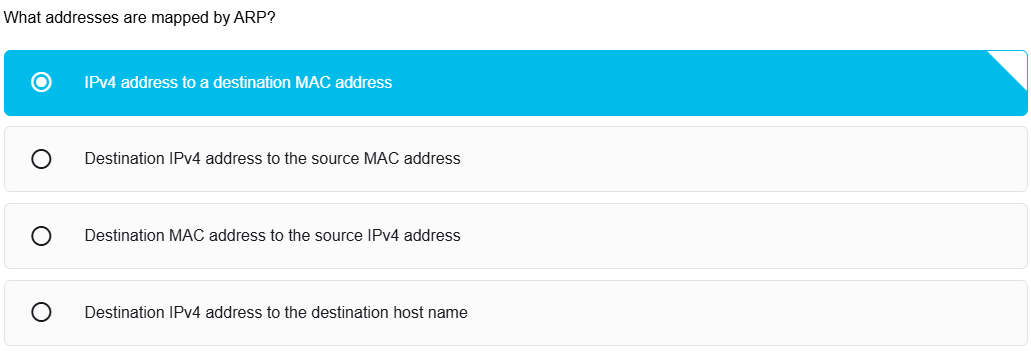 What addresses are mapped by ARP?
IPv4 address to a destination MAC address
Destination IPv4 address to the source MAC address
Destination MAC address to the source IPv4 address
Destination IPv4 address to the destination host name